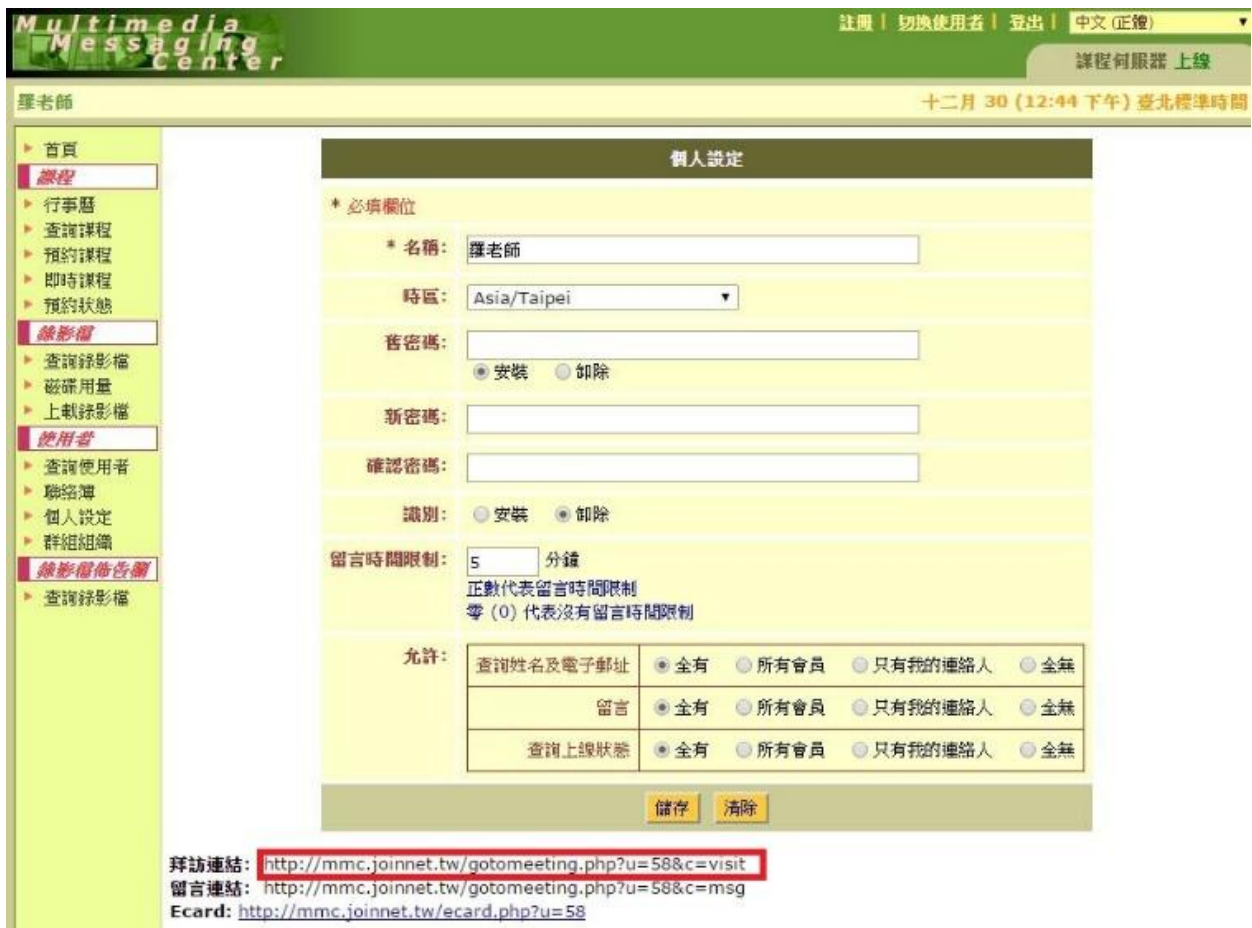 Multimedia
Messaging
Center
註冊 | 切換使用者 | 登出 | 中文 (正體)
課程伺服器 上線
羅老師
十二月 30 (12:44 下午) 臺北標準時間
首頁
課程
行事曆
查詢課程
預約課程
即時課程
預約狀態
錄影檔
查詢錄影檔
磁碟用量
上載錄影檔
使用者
查詢使用者
聯絡簿
個人設定
群組組織
錄影檔佈告欄
查詢錄影檔
個人設定
* 必填欄位
* 名稱: 羅老師
時區: Asia/Taipei
舊密碼:
安裝 卸除
新密碼:
確認密碼:
識別: 安裝 卸除
留言時間限制: 5 分鐘
正數代表留言時間限制
零 (0) 代表沒有留言時間限制
允許:
查詢姓名及電子郵址 全有 所有會員 只有我的連絡人 全無
留言 全有 所有會員 只有我的連絡人 全無
查詢上線狀態 全有 所有會員 只有我的連絡人 全無
儲存 清除
拜訪連結: http://mmc.joinnet.tw/gotomeeting.php?u=58&c=visit
留言連結: http://mmc.joinnet.tw/gotomeeting.php?u=58&c=msg
Ecard: http://mmc.joinnet.tw/ecard.php?u=58